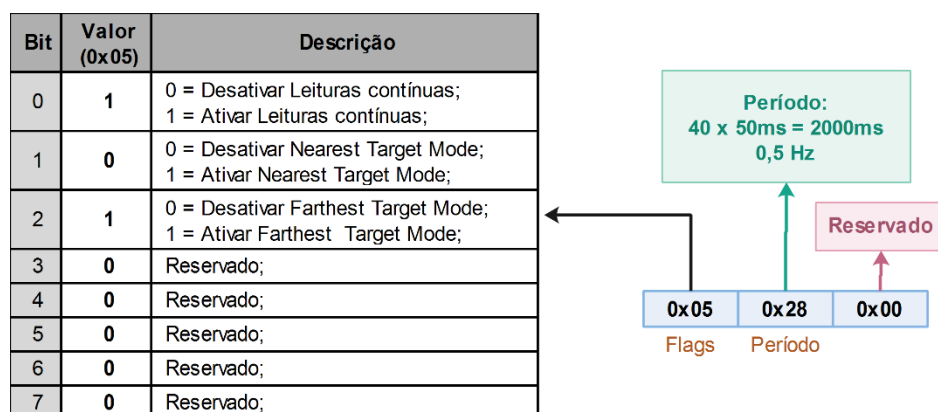 Bit Valor (0x05) Descrição
0 1 0 = Desativar Leituras contínuas;
1 = Ativar Leituras contínuas;
1 0 0 = Desativar Nearest Target Mode;
1 = Ativar Nearest Target Mode;
2 1 0 = Desativar Farthest Target Mode;
1 = Ativar Farthest Target Mode;
3 0 Reservado;
4 0 Reservado;
5 0 Reservado;
6 0 Reservado;
7 0 Reservado;
Período:
40 x 50ms = 2000ms
0,5 Hz
Reservado
0x05 0x28 0x00
Flags Período